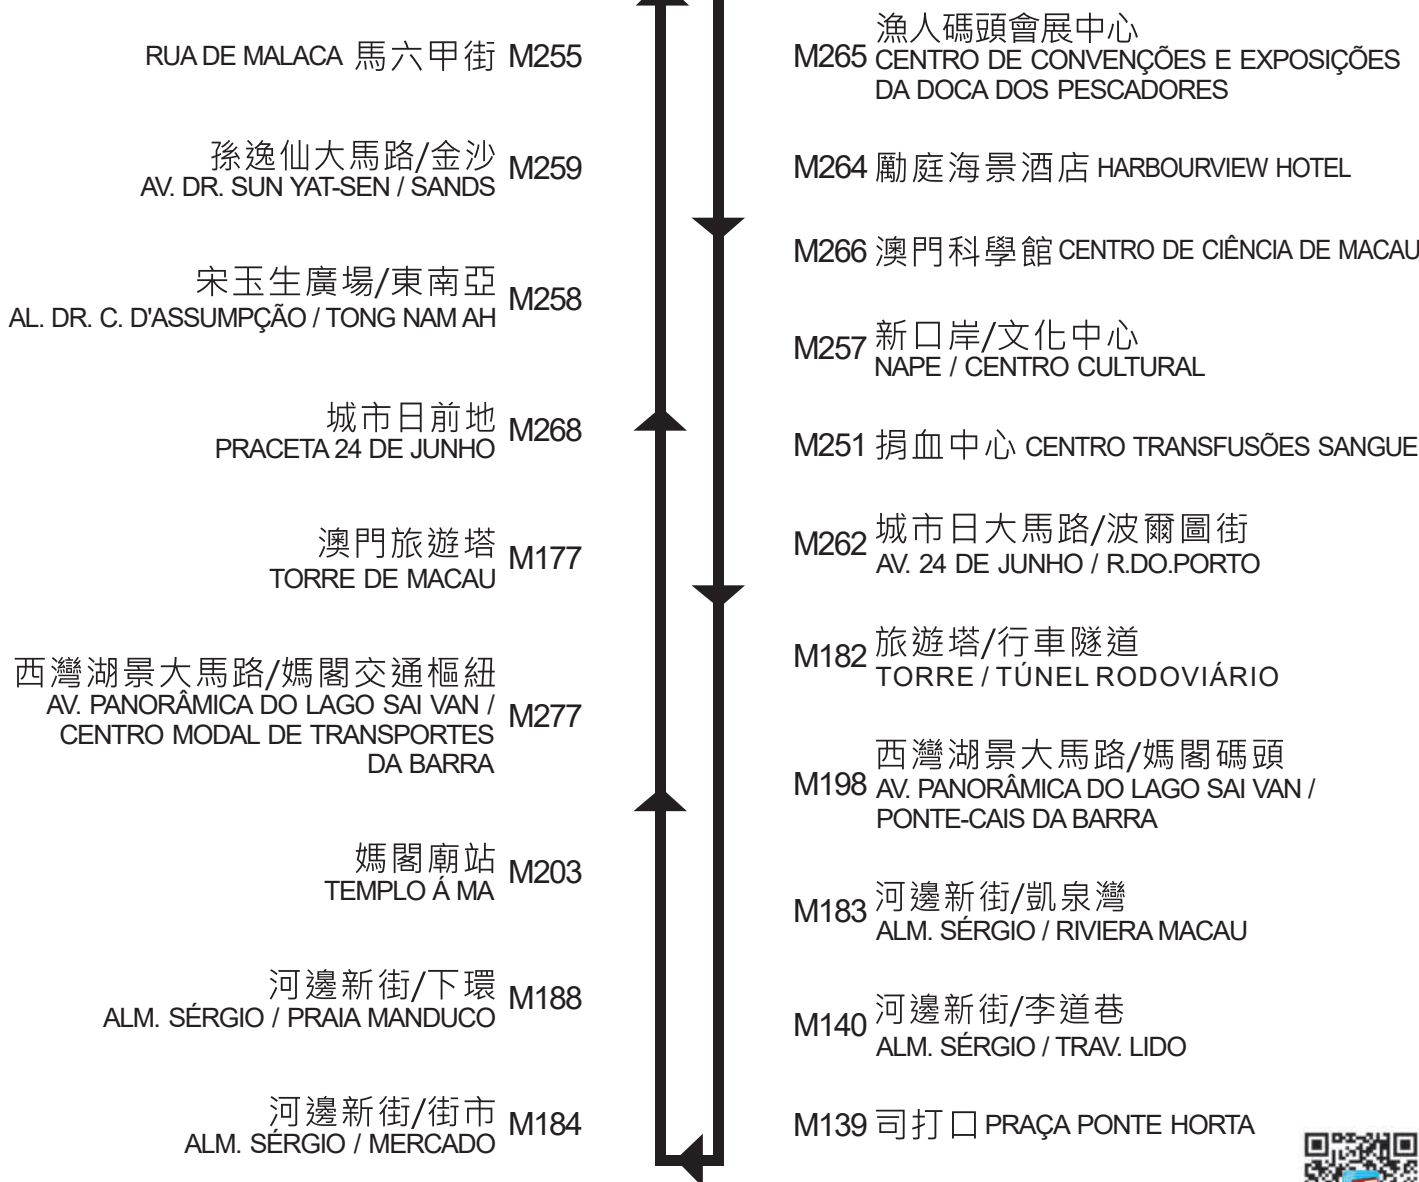 RUA DE MALACA 馬六甲街 M255
孫逸仙大馬路/金沙
AV. DR. SUN YAT-SEN / SANDS
M259
宋玉生廣場/東南亞
AL. DR. C. D'ASSUMPÇÃO / TONG NAM AH
M258
城市日前地
PRACETA 24 DE JUNHO
M268
澳門旅遊塔
TORRE DE MACAU
M177
西灣湖景大馬路/媽閣交通樞紐
AV. PANORÂMICA DO LAGO SAI VAN /
CENTRO MODAL DE TRANSPORTES
DA BARRA
M277
媽閣廟站
TEMPLO Á MA
M203
河邊新街/下環
ALM. SÉRGIO / PRAIA MANDUCO
M188
河邊新街/街市
ALM. SÉRGIO / MERCADO
M184
M265
漁人碼頭會展中心
CENTRO DE CONVENÇÕES E EXPOSIÇÕES
DA DOCA DOS PESCADORES
M264 勵庭海景酒店 HARBOURVIEW HOTEL
M266 澳門科學館 CENTRO DE CIÊNCIA DE MACAU
M257
新口岸/文化中心
NAPE / CENTRO CULTURAL
M251 捐血中心 CENTRO TRANSFUSÕES SANGUE
M262
城市日大馬路/波爾圖街
AV. 24 DE JUNHO / R.DO.PORTO
M182
旅遊塔/行車隧道
TORRE / TÚNEL RODOVIÁRIO
M198
西灣湖景大馬路/媽閣碼頭
AV. PANORÂMICA DO LAGO SAI VAN /
PONTE-CAIS DA BARRA
M183
河邊新街/凱泉灣
ALM. SÉRGIO / RIVIERA MACAU
M140
河邊新街/李道巷
ALM. SÉRGIO / TRAV. LIDO
M139 司打口 PRAÇA PONTE HORTA